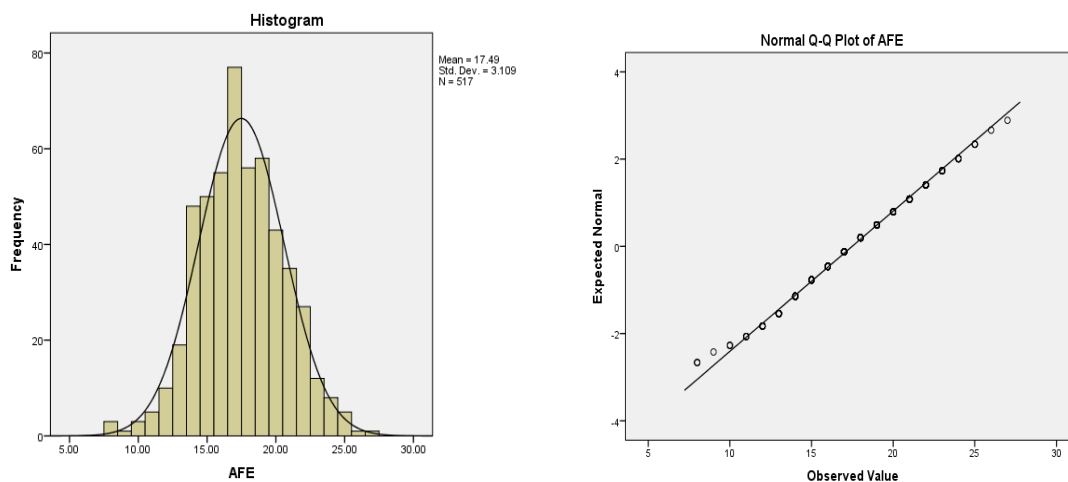 Histogram
Mean = 17.49
Std. Dev. = 3.109
N = 517
Frequency
80
60
40
20
0
5.00 10.00 15.00 20.00 25.00 30.00
AFE
Normal Q-Q Plot of AFE
Expected Normal
4
2
0
-2
-4
5 10 15 20 25 30
Observed Value